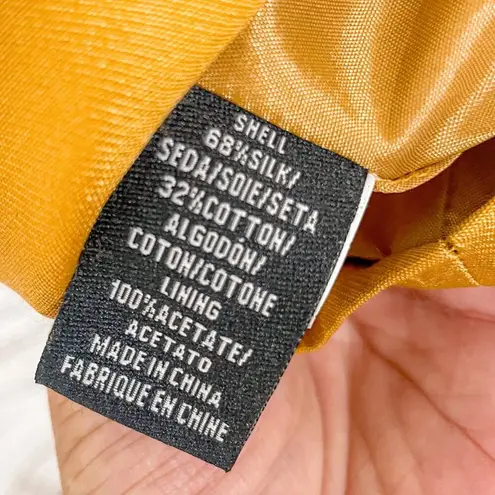 SHELL
68%SILK/
SEDA/SOIE/SETA
32%COTTON/
ALGODÓN/
COTON/COTONE
LINING
100%ACETATE/
ACETATO
MADE IN CHINA
FABRIQUE EN CHINE